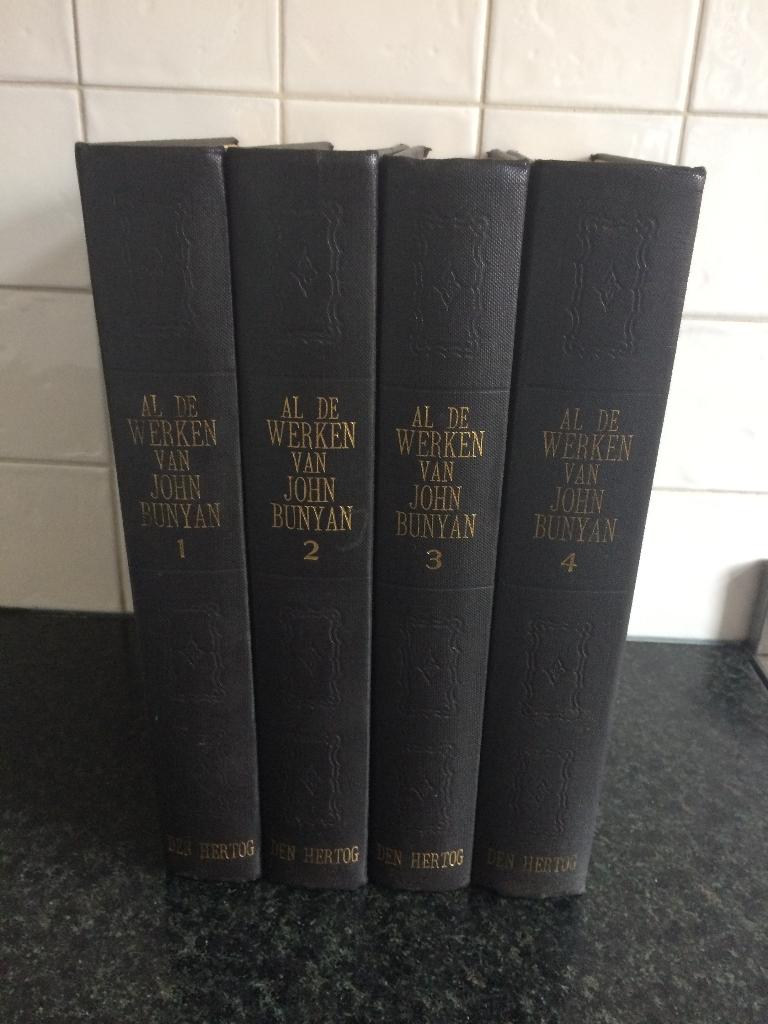 AL DE
WERKEN
VAN
JOHN
BUNYAN
1
DEN HERTOG
AL DE
WERKEN
VAN
JOHN
BUNYAN
2
DEN HERTOG
AL DE
WERKEN
VAN
JOHN
BUNYAN
3
DEN HERTOG
AL DE
WERKEN
VAN
JOHN
BUNYAN
4
DEN HERTOG